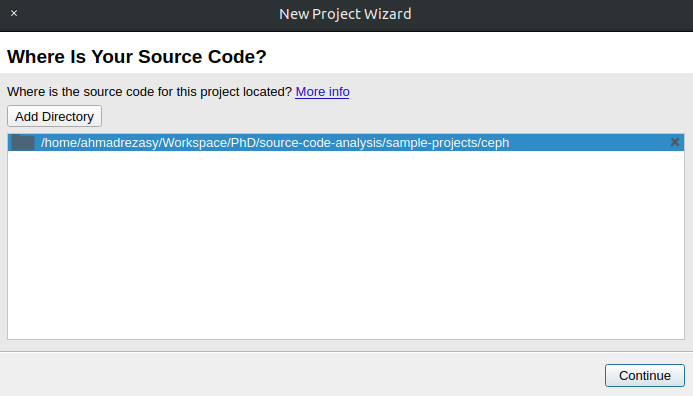 ×
New Project Wizard
Where Is Your Source Code?
Where is the source code for this project located? More info
Add Directory
/home/ahmadrezasy/Workspace/PhD/source-code-analysis/sample-projects/ceph
Continue